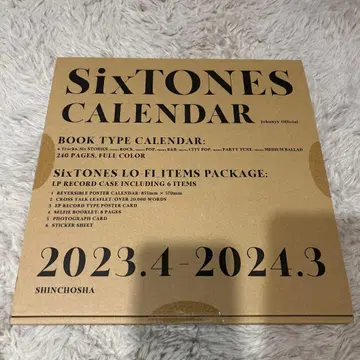 SixTONES
CALENDAR Johnnys' Official
BOOK TYPE CALENDAR:
240 PAGES, FULL COLOR
SixTONES LO-FI ITEMS PACKAGE:
LP RECORD CASE INCLUDING 6 ITEMS
1 REVERSIBLE POSTER CALENDAR:
2 CROSS TALK LEAFLET: OVER 20,000 WORDS
3 EP RECORD TYPE POSTER CARD
4 SELFIE BOOKLET: 8 PAGES
5 PHOTOGRAPH CARD
6 STICKER SHEET
2023.4-2024.3
SHINCHOSHA